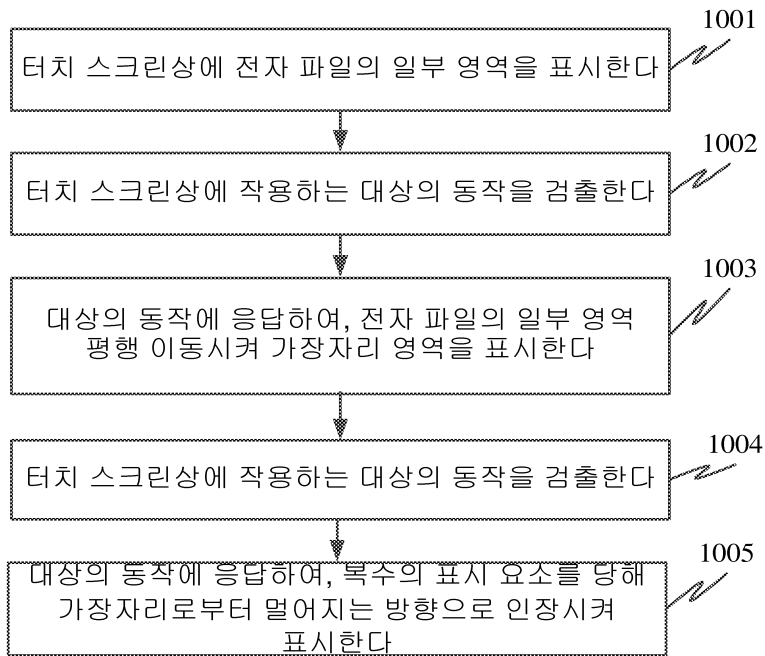 1001
터치 스크린상에 전자 파일의 일부 영역을 표시한다
1002
터치 스크린상에 작용하는 대상의 동작을 검출한다
1003
대상의 동작에 응답하여, 전자 파일의 일부 영역
평행 이동시켜 가장자리 영역을 표시한다
1004
터치 스크린상에 작용하는 대상의 동작을 검출한다
1005
대상의 동작에 응답하여, 복수의 표시 요소를 당해
가장자리로부터 멀어지는 방향으로 인장시켜
표시한다